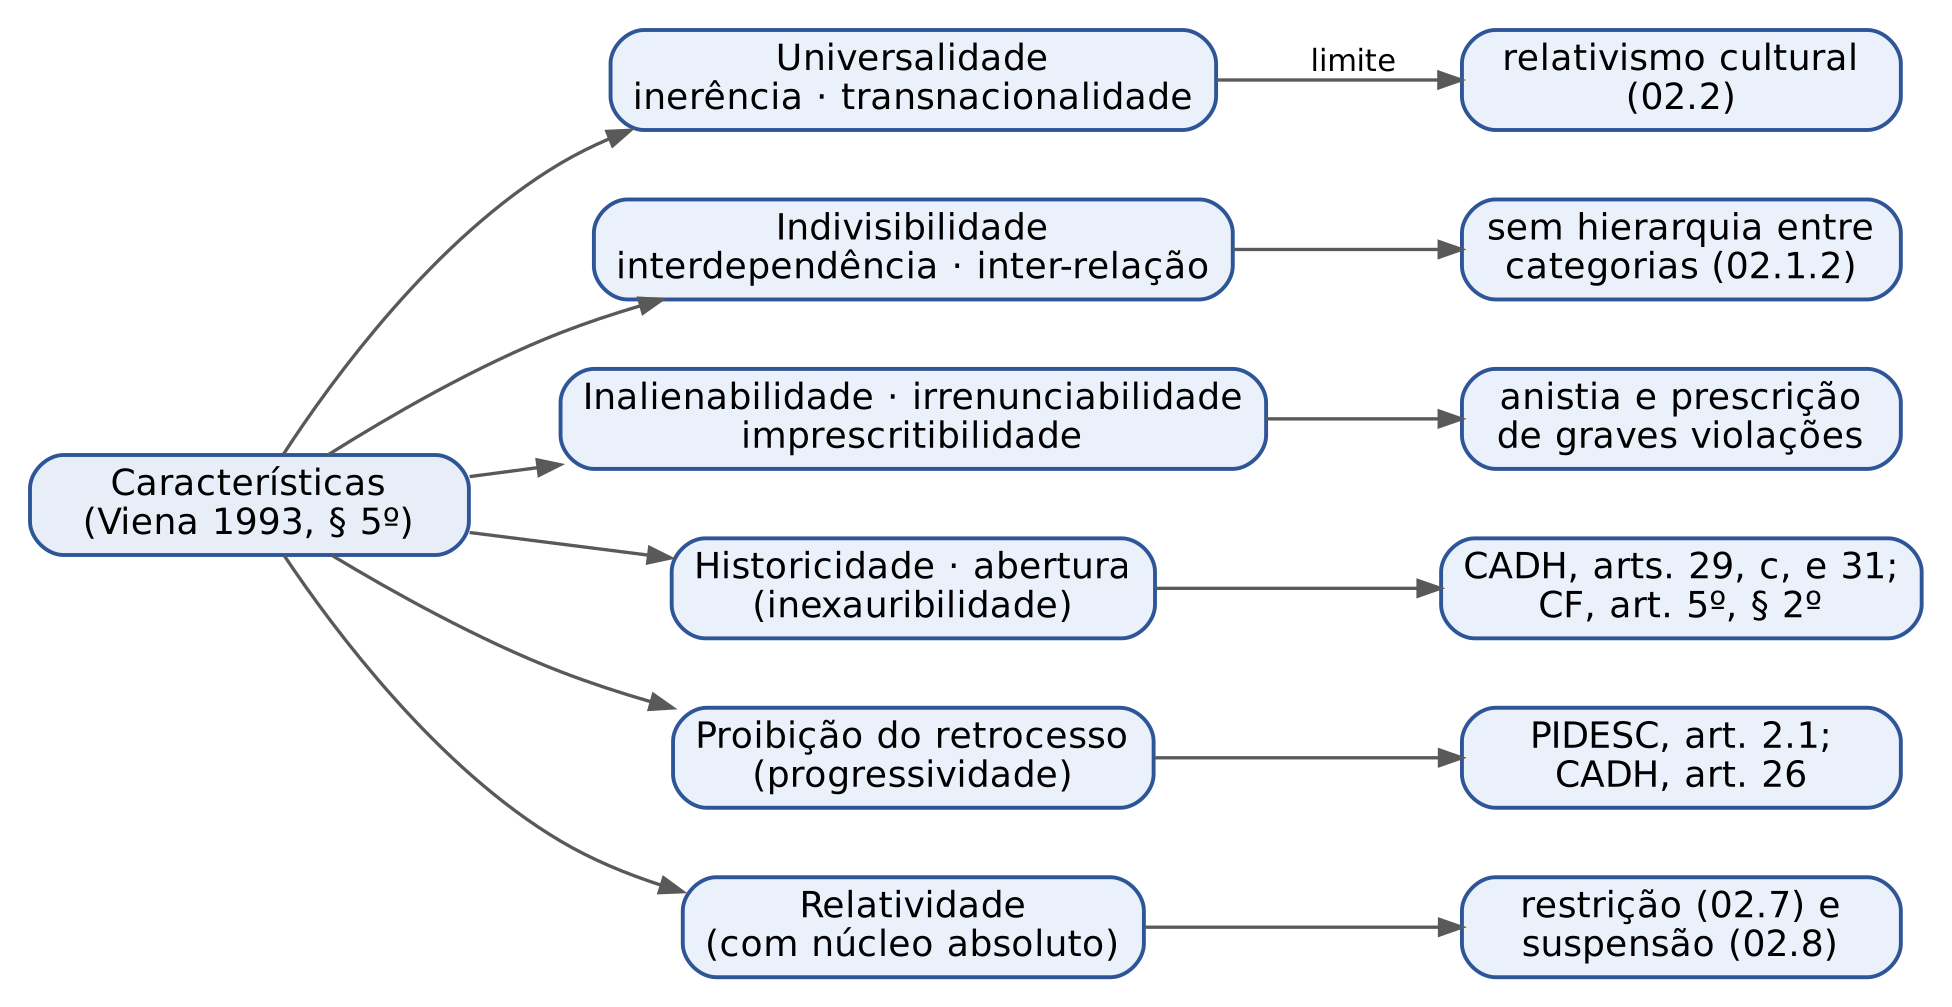 Universalidade
inerência · transnacionalidade
limite
relativismo cultural
(02.2)
Indivisibilidade
interdependência · inter-relação
sem hierarquia entre
categorias (02.1.2)
Inalienabilidade · irrenunciabilidade
imprescritibilidade
anistia e prescrição
de graves violações
Características
(Viena 1993, § 5º)
Historicidade · abertura
(inexauribilidade)
CADH, arts. 29, c, e 31;
CF, art. 5º, § 2º
Proibição do retrocesso
(progressividade)
PIDESC, art. 2.1;
CADH, art. 26
Relatividade
(com núcleo absoluto)
restrição (02.7) e
suspensão (02.8)